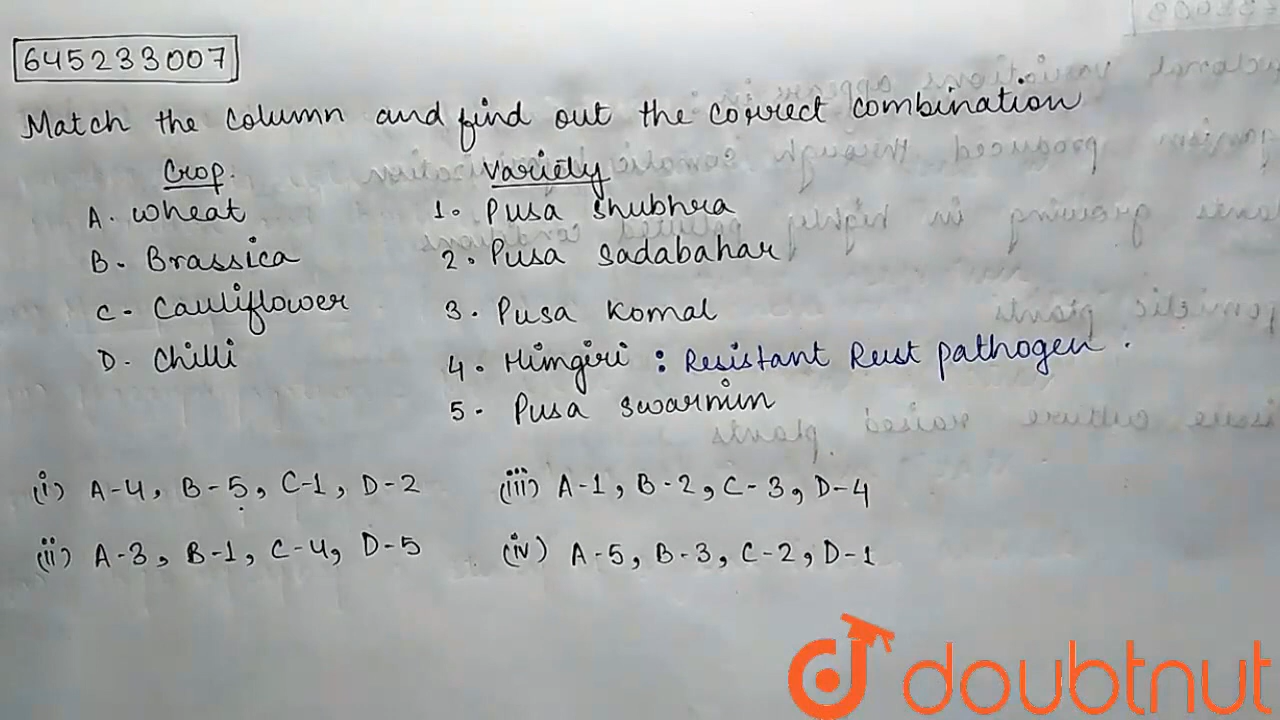 645233007
Match the column and find out the correct combination
Crop. Variety
A. Wheat 1. Pusa Shubhra
B. Brassica 2. Pusa Sadabahar
C. Cauliflower 3. Pusa Komal
D. Chilli 4. Himgiri : Resistant Rust pathogen.
5. Pusa Swarnim
(i) A-4, B-5, C-1, D-2 (iii) A-1, B-2, C-3, D-4
(ii) A-3, B-1, C-4, D-5 (iv) A-5, B-3, C-2, D-1
doubtnut